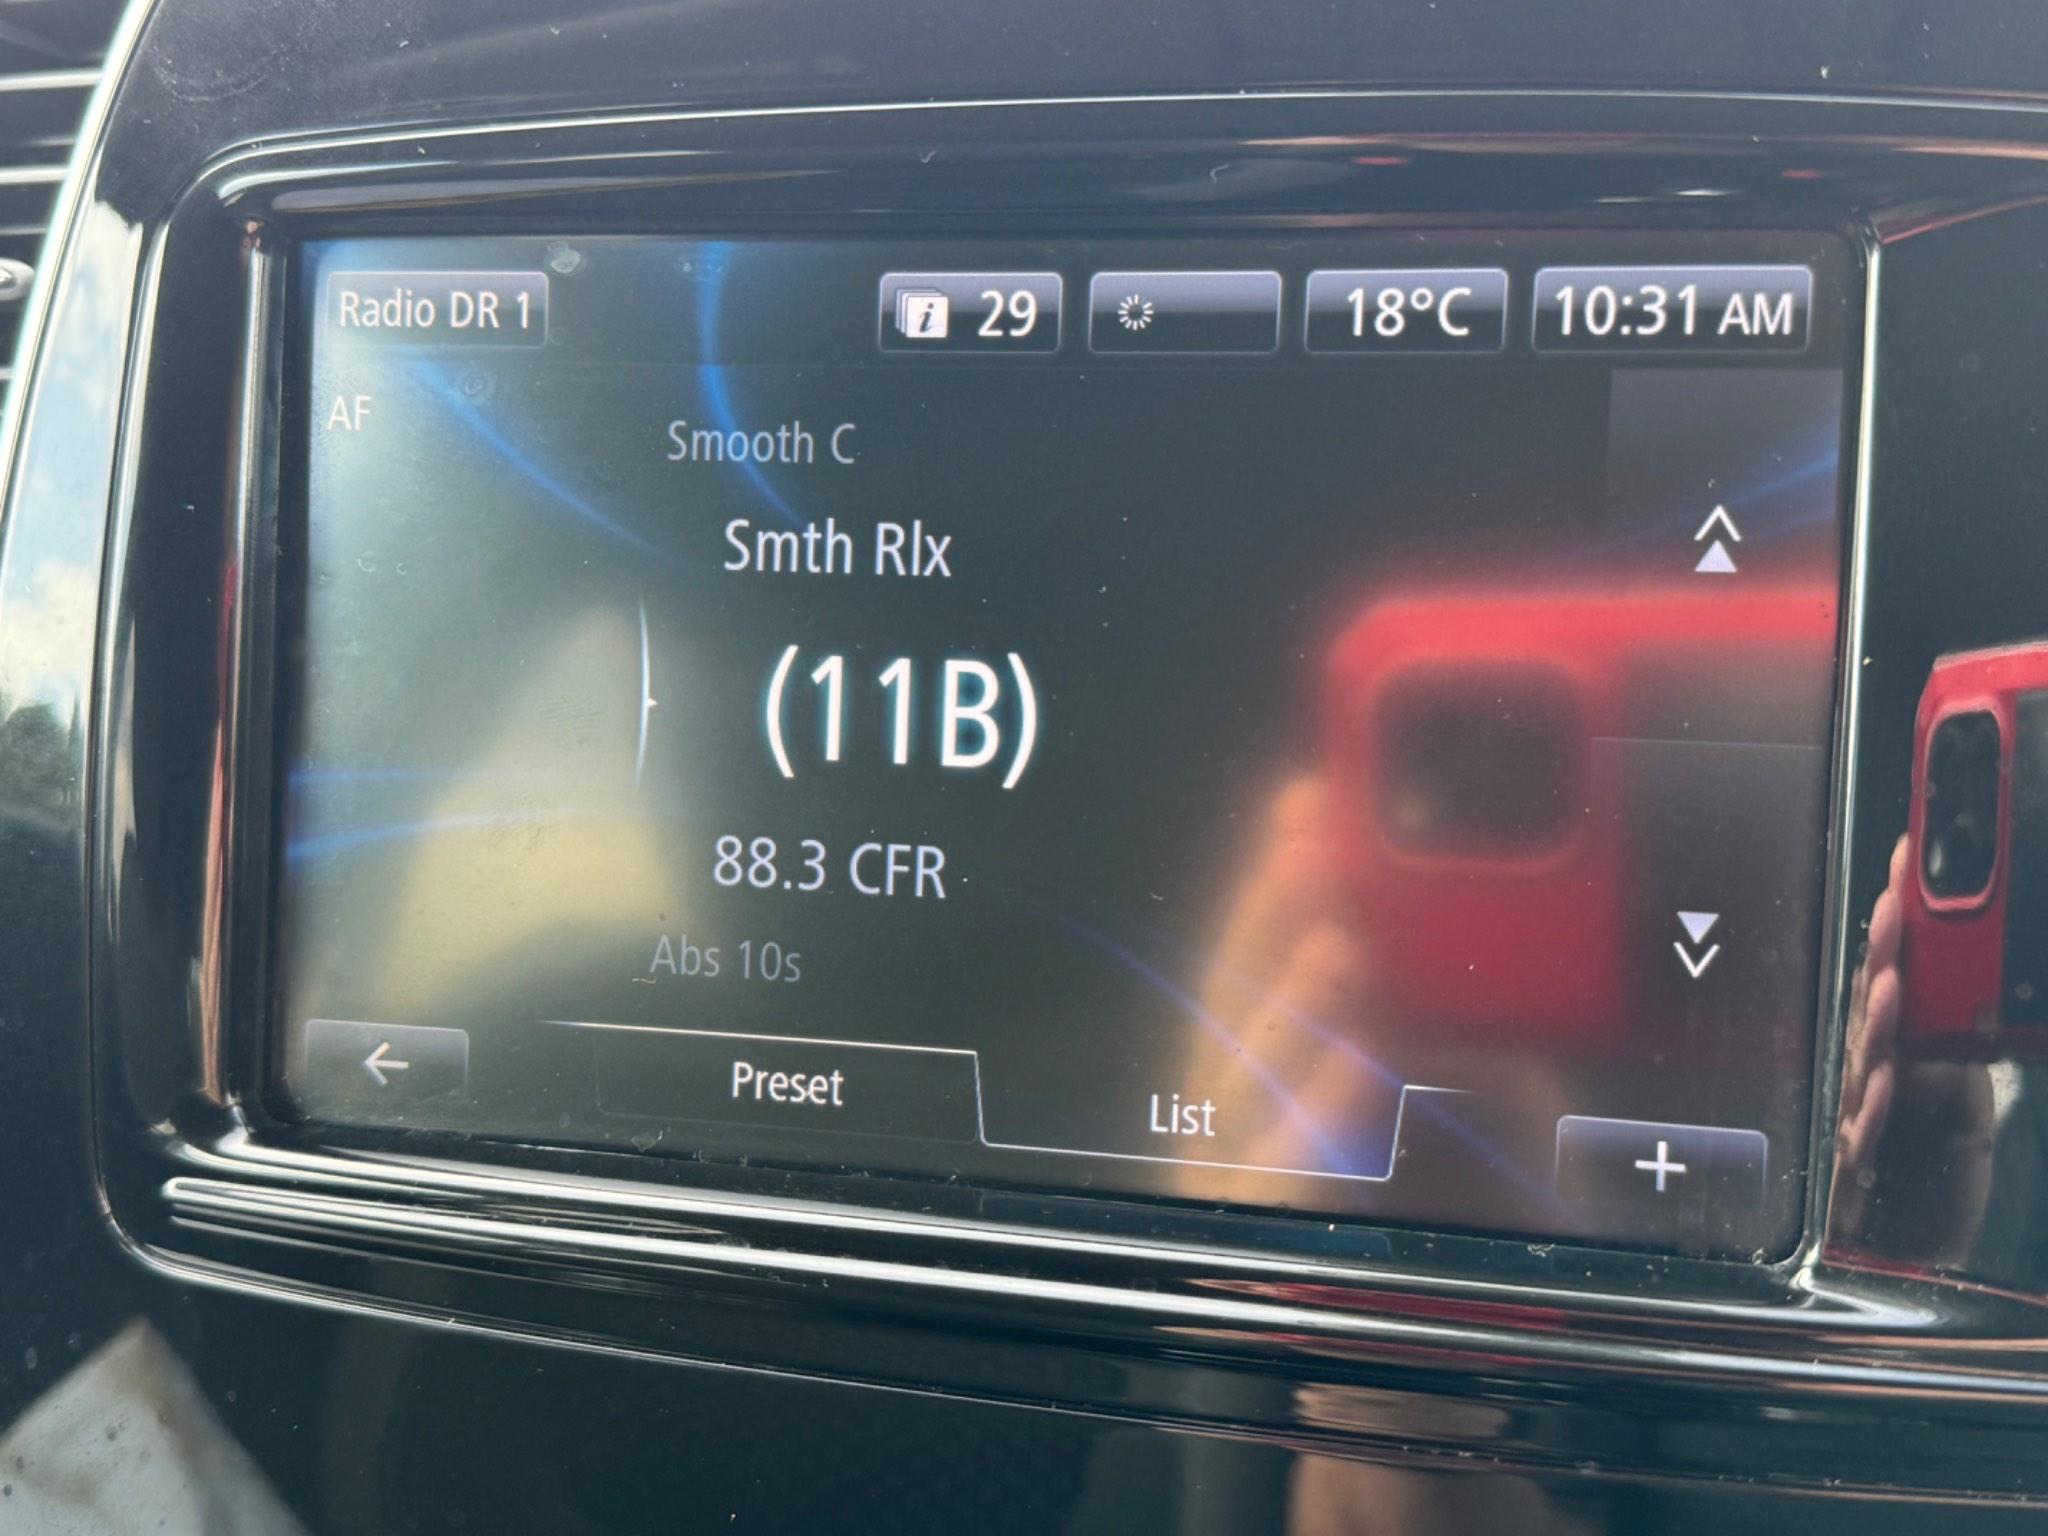 Radio DR 1
29
18°C
10:31 AM
AF
Smooth C
Smth Rlx
(11B)
88.3 CFR
Abs 10s
Preset
List